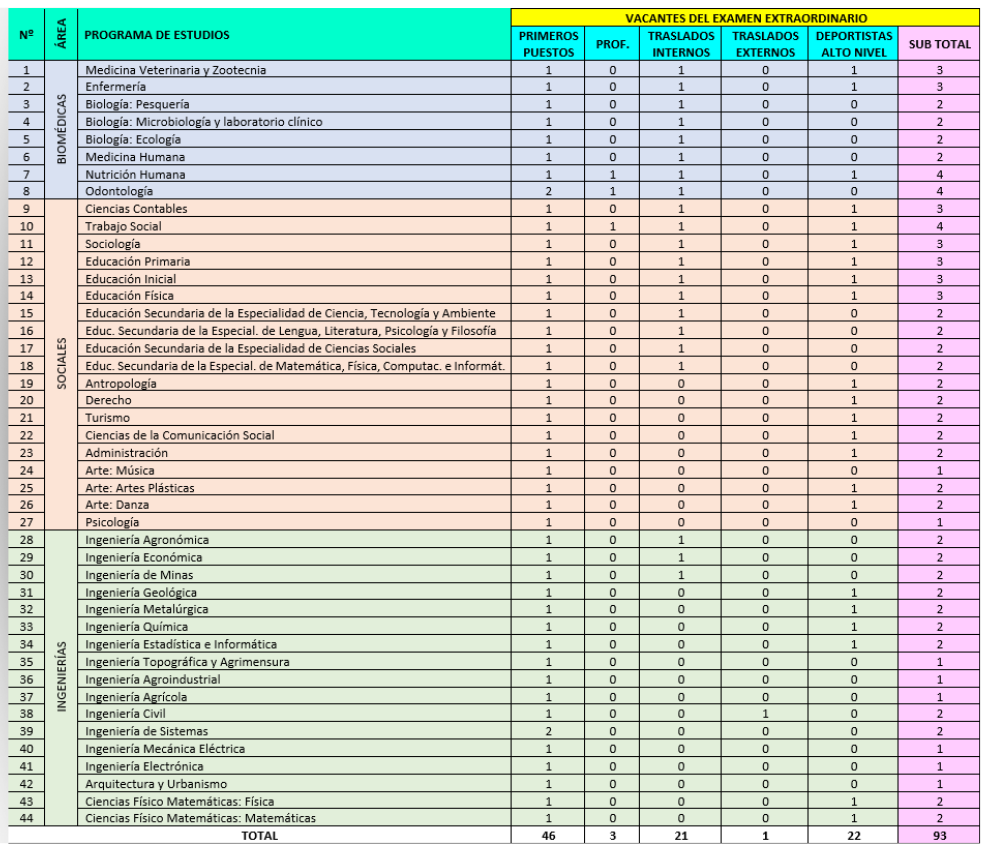 VACANTES DEL EXAMEN EXTRAORDINARIO
Nº ÁREA PROGRAMA DE ESTUDIOS PRIMEROS PUESTOS PROF. TRASLADOS INTERNOS TRASLADOS EXTERNOS DEPORTISTAS ALTO NIVEL SUB TOTAL
BIOMÉDICAS
1 Medicina Veterinaria y Zootecnia 1 0 1 0 1 3
2 Enfermería 1 0 1 0 1 3
3 Biología: Pesquería 1 0 1 0 0 2
4 Biología: Microbiología y laboratorio clínico 1 0 1 0 0 2
5 Biología: Ecología 1 0 1 0 0 2
6 Medicina Humana 1 0 1 0 0 2
7 Nutrición Humana 1 1 1 0 1 4
8 Odontología 2 1 1 0 0 4
SOCIALES
9 Ciencias Contables 1 0 1 0 1 3
10 Trabajo Social 1 1 1 0 1 4
11 Sociología 1 0 1 0 1 3
12 Educación Primaria 1 0 1 0 1 3
13 Educación Inicial 1 0 1 0 1 3
14 Educación Física 1 0 1 0 1 3
15 Educación Secundaria de la Especialidad de Ciencia, Tecnología y Ambiente 1 0 1 0 0 2
16 Educ. Secundaria de la Especial. de Lengua, Literatura, Psicología y Filosofía 1 0 1 0 0 2
17 Educación Secundaria de la Especialidad de Ciencias Sociales 1 0 1 0 0 2
18 Educ. Secundaria de la Especial. de Matemática, Física, Computac. e Informát. 1 0 1 0 0 2
19 Antropología 1 0 0 0 1 2
20 Derecho 1 0 0 0 1 2
21 Turismo 1 0 0 0 1 2
22 Ciencias de la Comunicación Social 1 0 0 0 1 2
23 Administración 1 0 0 0 1 2
24 Arte: Música 1 0 0 0 0 1
25 Arte: Artes Plásticas 1 0 0 0 1 2
26 Arte: Danza 1 0 0 0 1 2
27 Psicología 1 0 0 0 0 1
INGENIERÍAS
28 Ingeniería Agronómica 1 0 1 0 0 2
29 Ingeniería Económica 1 0 1 0 0 2
30 Ingeniería de Minas 1 0 1 0 0 2
31 Ingeniería Geológica 1 0 0 0 1 2
32 Ingeniería Metalúrgica 1 0 0 0 1 2
33 Ingeniería Química 1 0 0 0 1 2
34 Ingeniería Estadística e Informática 1 0 0 0 1 2
35 Ingeniería Topográfica y Agrimensura 1 0 0 0 0 1
36 Ingeniería Agroindustrial 1 0 0 0 0 1
37 Ingeniería Agrícola 1 0 0 0 0 1
38 Ingeniería Civil 1 0 0 1 0 2
39 Ingeniería de Sistemas 2 0 0 0 0 2
40 Ingeniería Mecánica Eléctrica 1 0 0 0 0 1
41 Ingeniería Electrónica 1 0 0 0 0 1
42 Arquitectura y Urbanismo 1 0 0 0 0 1
43 Ciencias Físico Matemáticas: Física 1 0 0 0 1 2
44 Ciencias Físico Matemáticas: Matemáticas 1 0 0 0 1 2
TOTAL 46 3 21 1 22 93